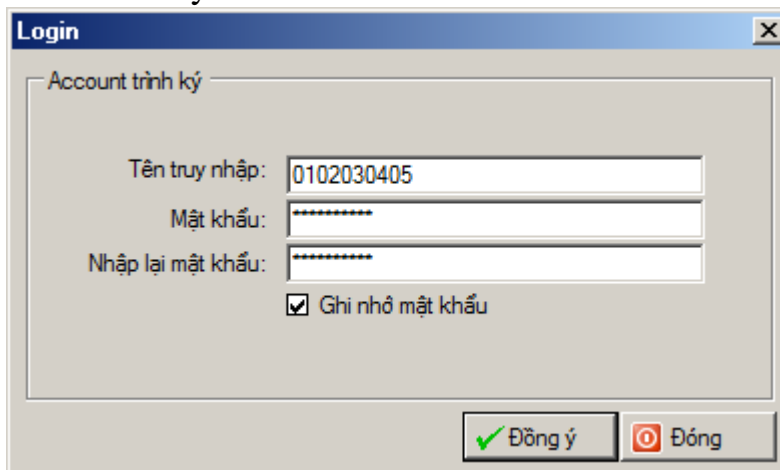 Login
Account trình ký
Tên truy nhập: 0102030405
Mật khẩu: **********
Nhập lại mật khẩu: **********
Ghi nhớ mật khẩu
Đồng ý Đóng